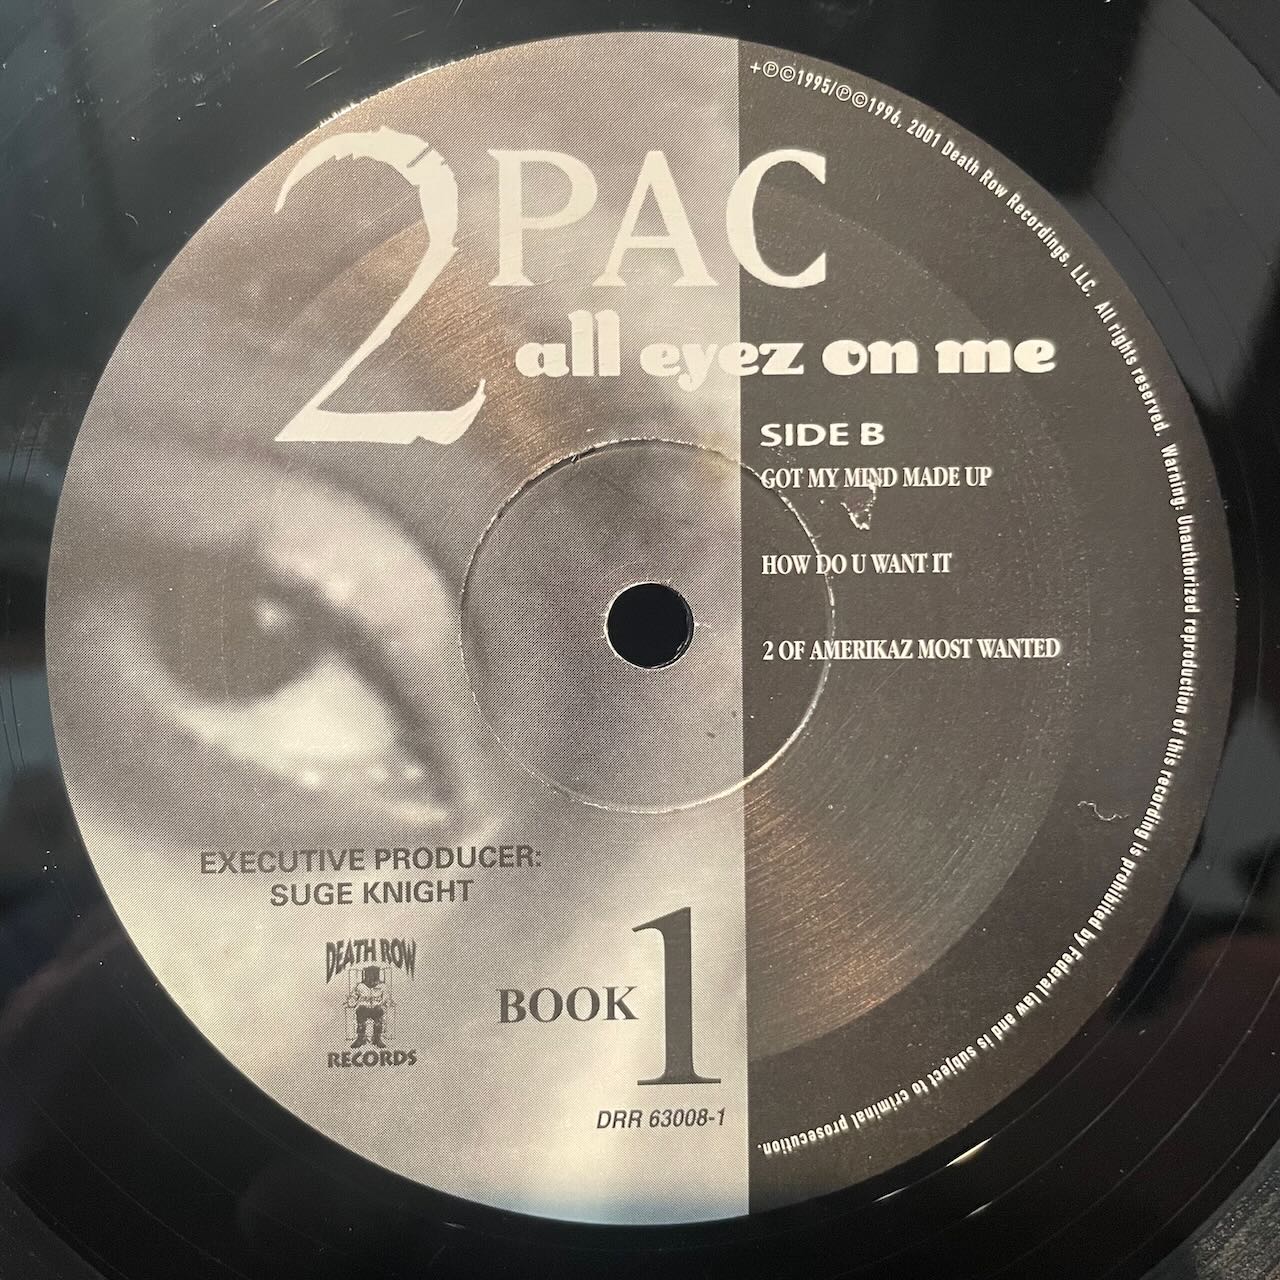 2PAC
all eyez on me
SIDE B
GOT MY MIND MADE UP
HOW DO U WANT IT
2 OF AMERIKAZ MOST WANTED
EXECUTIVE PRODUCER:
SUGE KNIGHT
DEATH ROW
RECORDS
BOOK 1
DRR 63008-1
+℗©1995/℗©1996, 2001 Death Row Recordings, LLC. All rights reserved. Warning: Unauthorized reproduction of this recording is prohibited by Federal law and is subject to criminal prosecution.